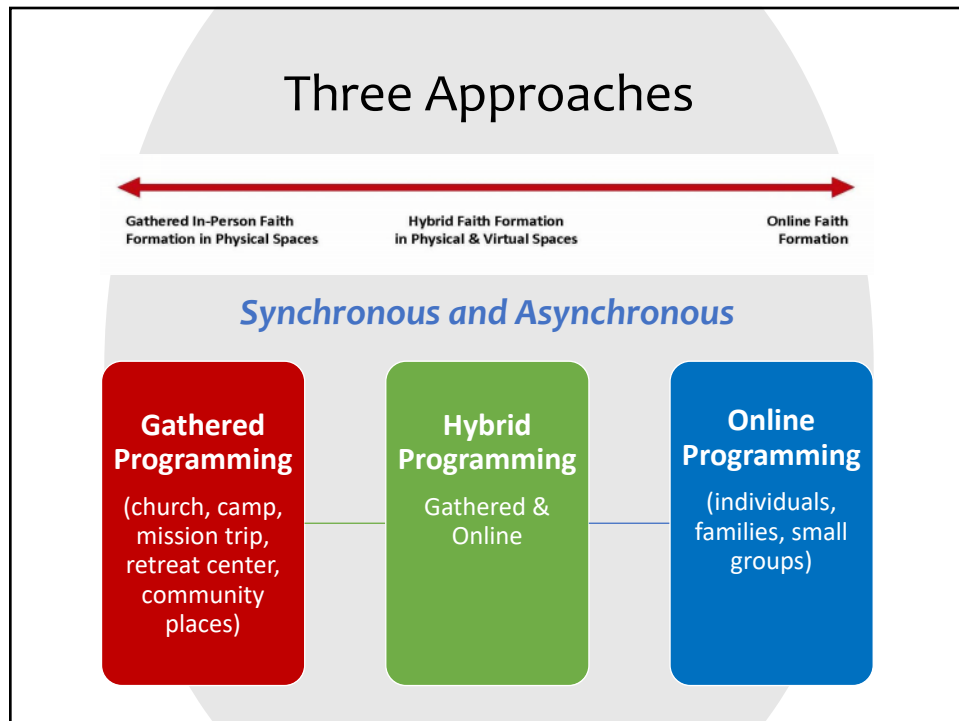 Three Approaches
Gathered In-Person Faith
Formation in Physical Spaces
Hybrid Faith Formation
in Physical & Virtual Spaces
Online Faith
Formation
Synchronous and Asynchronous
Gathered
Programming
(church, camp,
mission trip,
retreat center,
community
places)
Hybrid
Programming
Gathered &
Online
Online
Programming
(individuals,
families, small
groups)